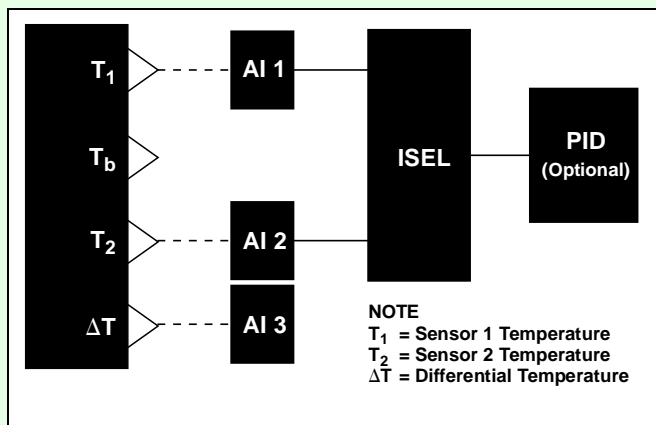 T1
AI 1
Tb
ISEL
PID
(Optional)
T2
AI 2
ΔT
AI 3
NOTE
T1 = Sensor 1 Temperature
T2 = Sensor 2 Temperature
ΔT = Differential Temperature